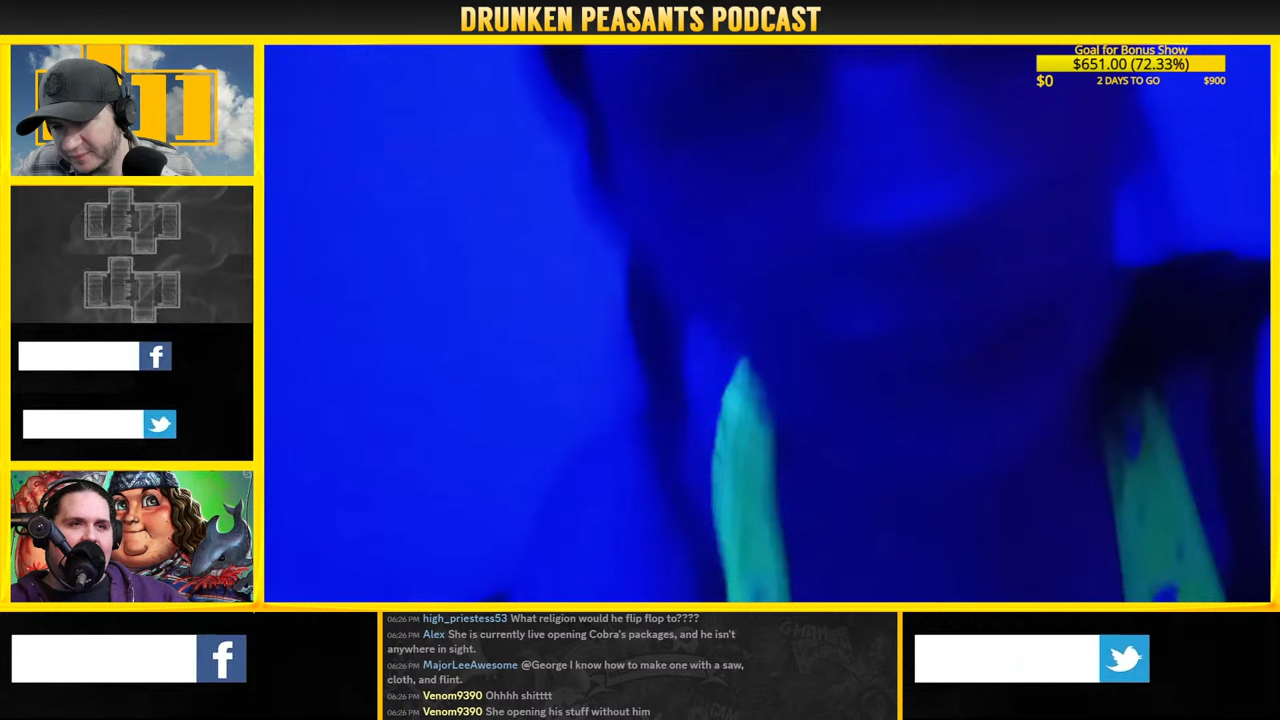 DRUNKEN PEASANTS PODCAST
Goal for Bonus Show
$651.00 (72.33%)
$0 2 DAYS TO GO $900
06:26 PM high_priestess53 What religion would he flip flop to????
06:26 PM Alex She is currently live opening Cobra's packages, and he isn't
anywhere in sight.
06:26 PM MajorLeeAwesome @George I know how to make one with a saw,
cloth, and flint.
06:26 PM Venom9390 Ohhhh shitttt
06:26 PM Venom9390 She opening his stuff without him